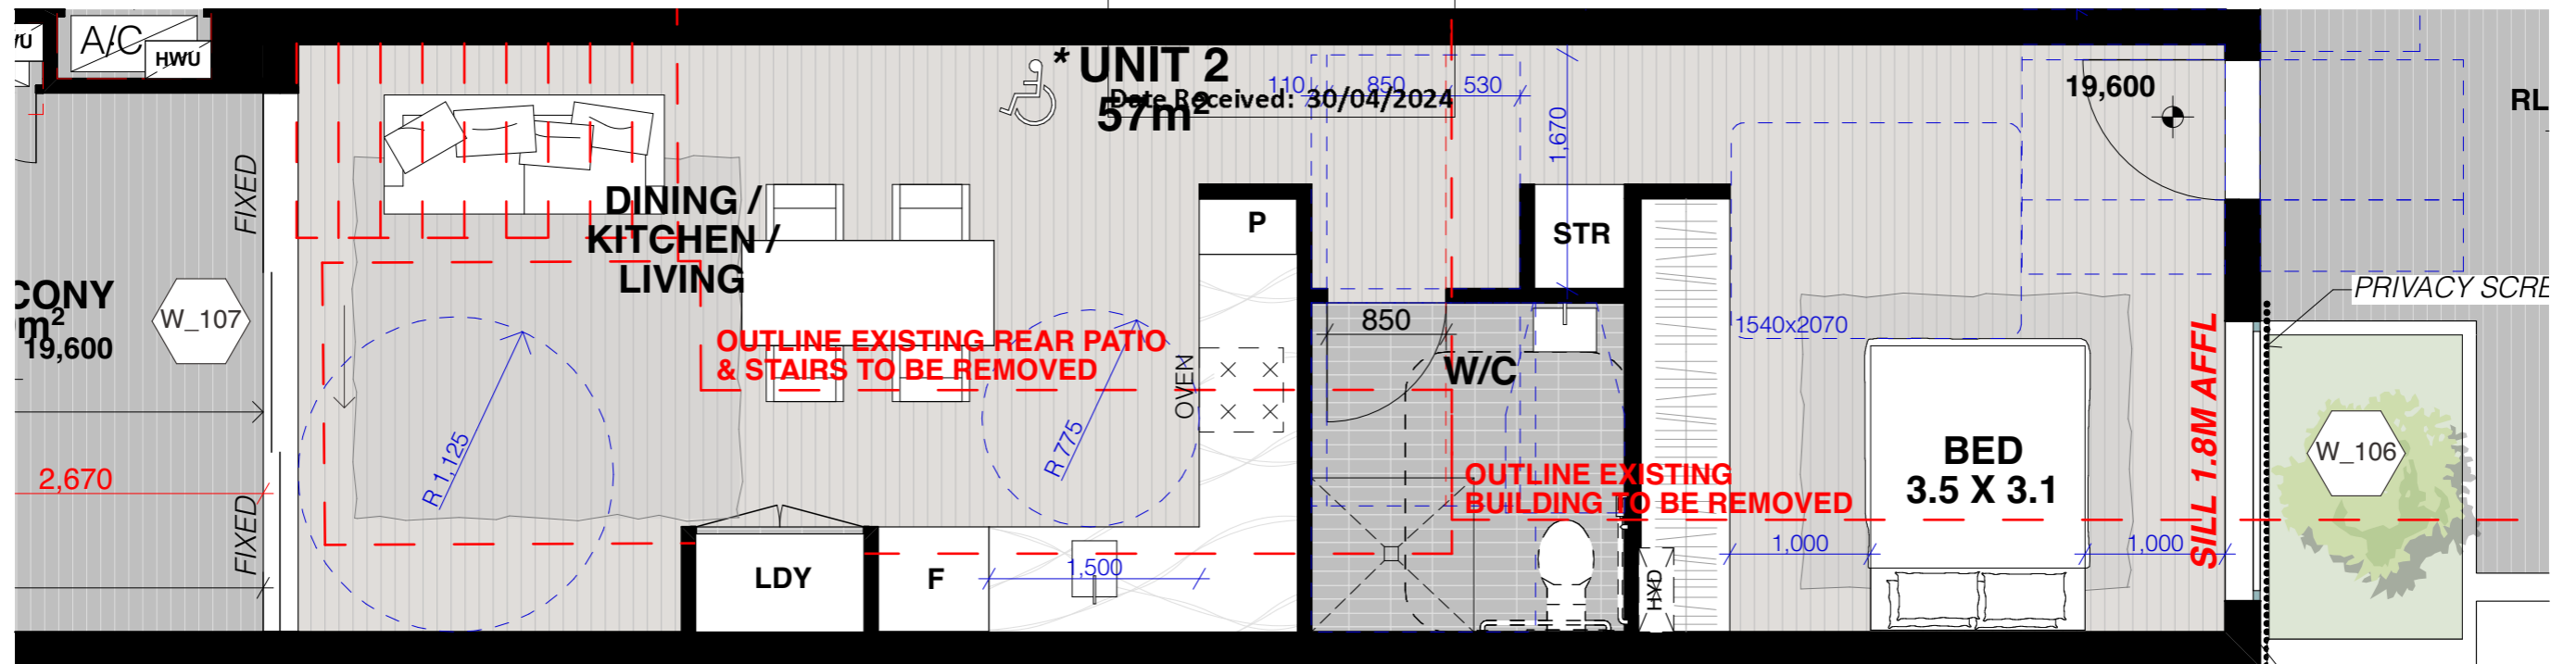 A/C
HWU
* UNIT 2
57m²
Date Received: 30/04/2024
110
850
530
1,670
19,600
RL
FIXED
DINING /
KITCHEN /
LIVING
P
STR
CONY
m²
19,600
W_107
PRIVACY SCRE
850
1540x2070
OUTLINE EXISTING REAR PATIO
& STAIRS TO BE REMOVED
OVEN
W/C
SILL 1.8M AFFL
R 1,125
R 775
BED
3.5 X 3.1
W_106
2,670
FIXED
OUTLINE EXISTING
BUILDING TO BE REMOVED
1,000
1,000
LDY
F
1,500
HYD